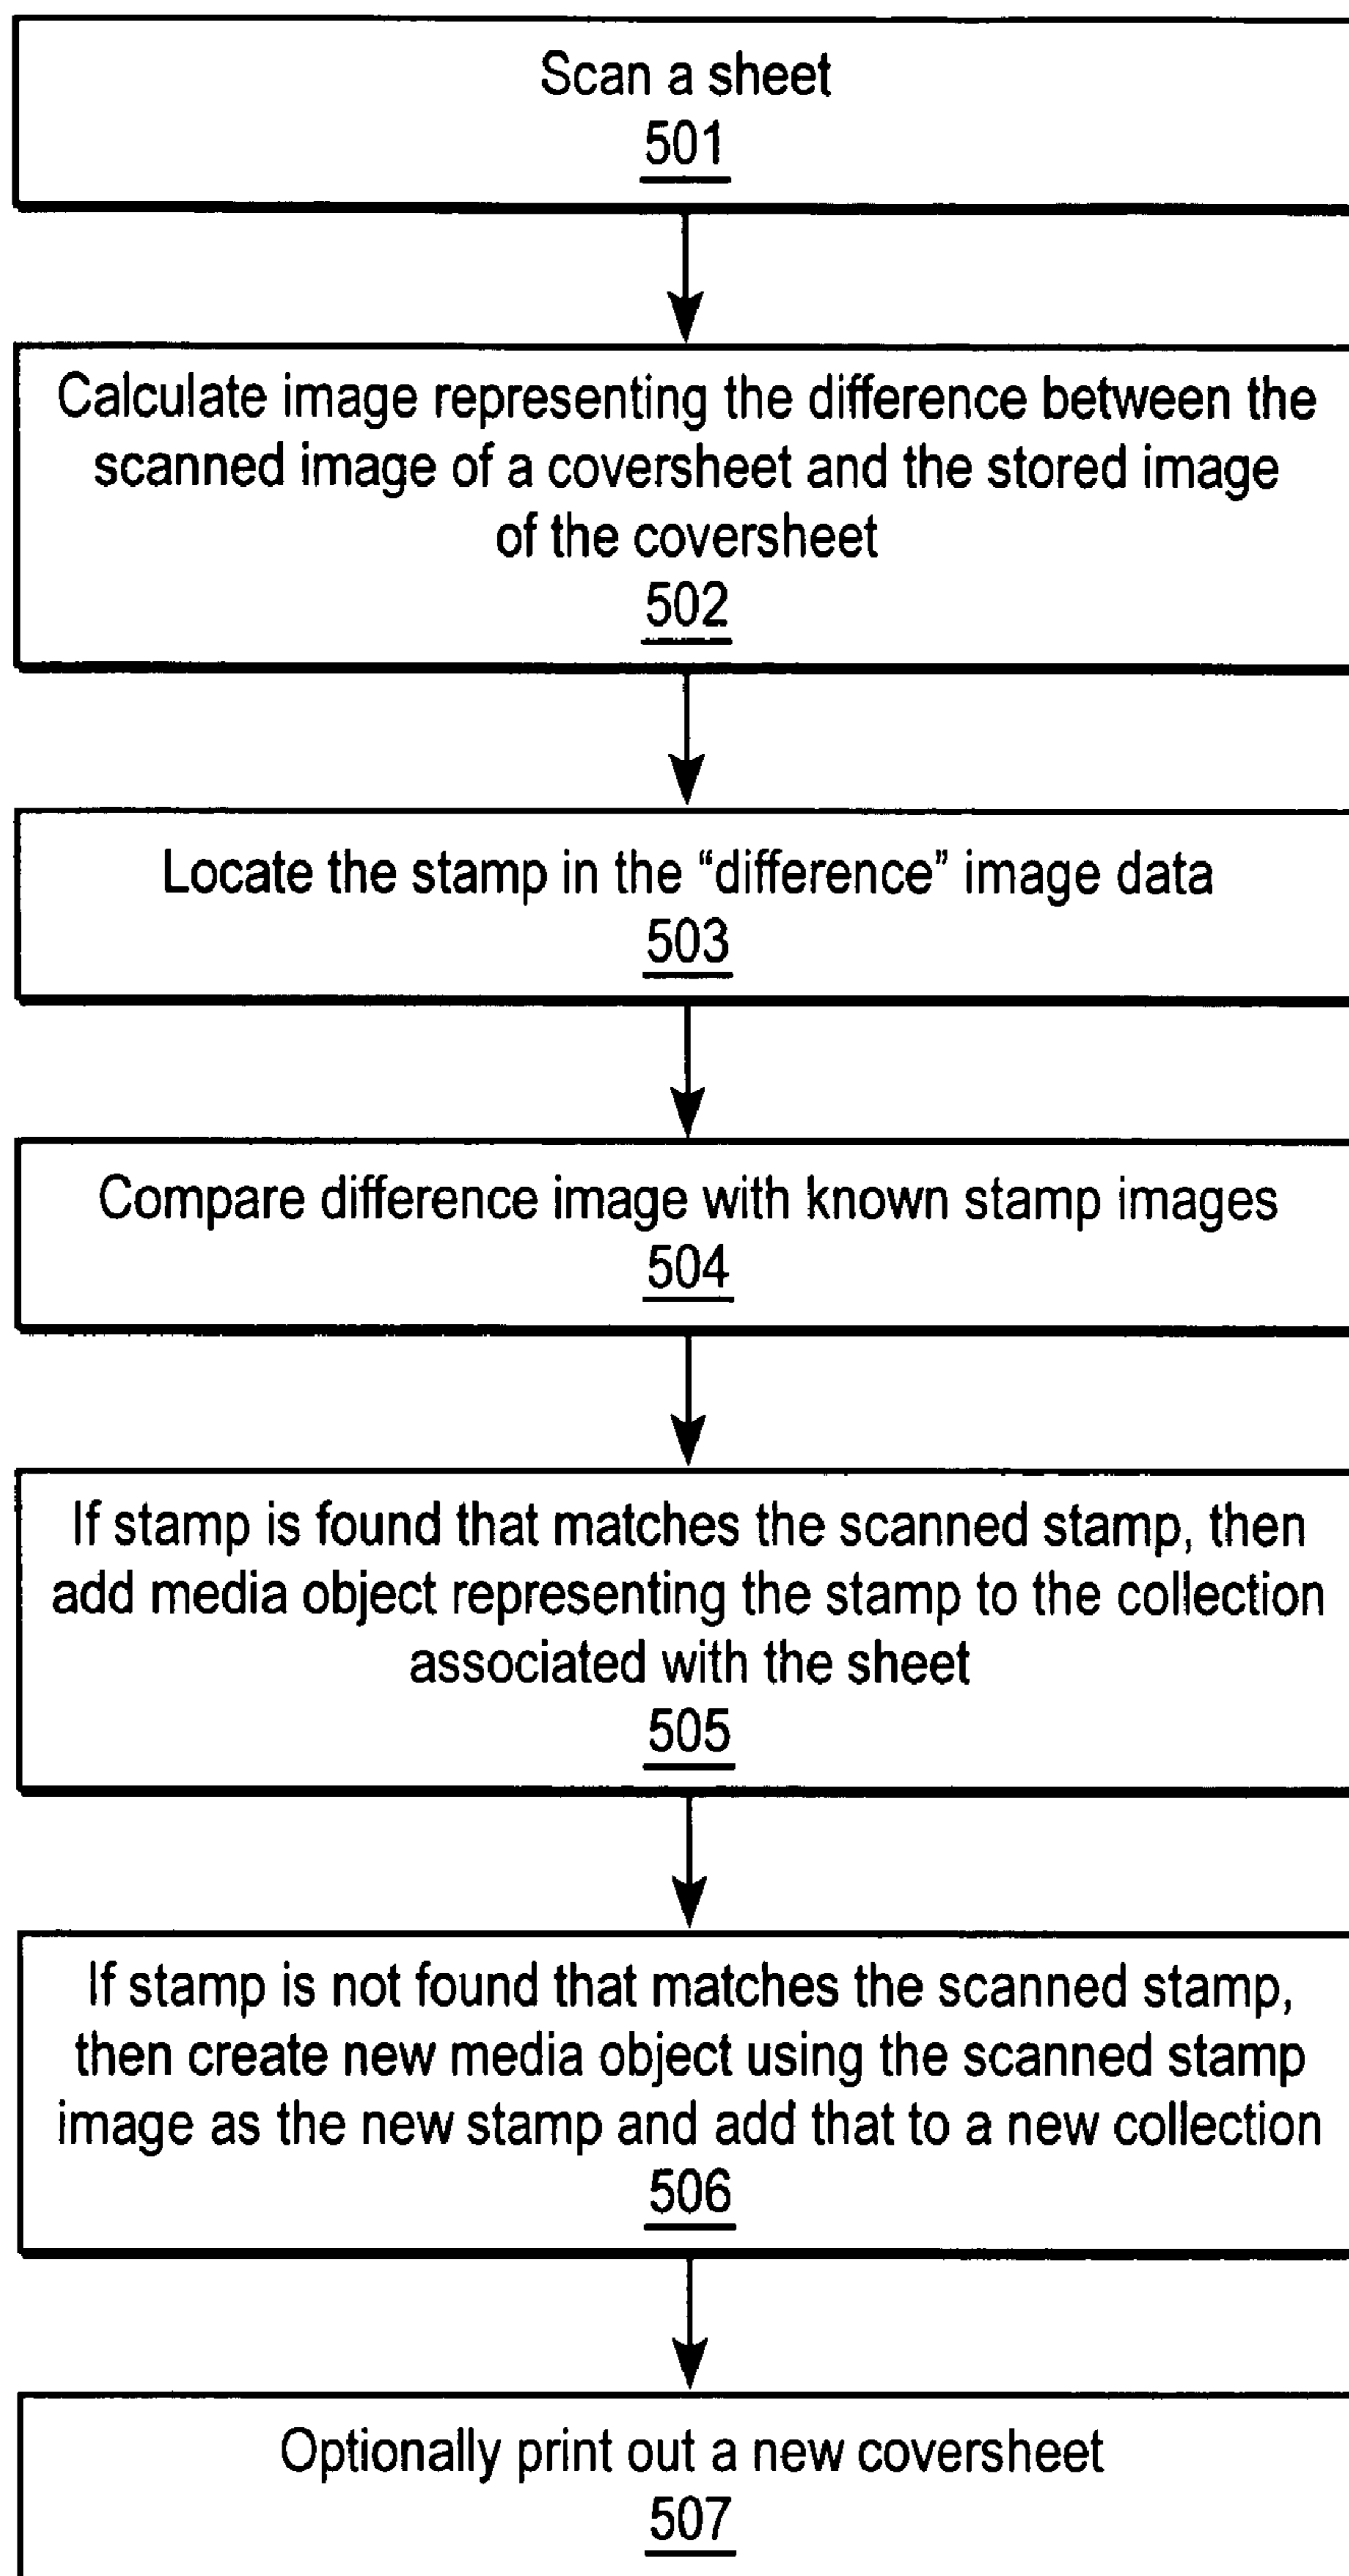 Scan a sheet
501
Calculate image representing the difference between the
scanned image of a coversheet and the stored image
of the coversheet
502
Locate the stamp in the “difference” image data
503
Compare difference image with known stamp images
504
If stamp is found that matches the scanned stamp, then
add media object representing the stamp to the collection
associated with the sheet
505
If stamp is not found that matches the scanned stamp,
then create new media object using the scanned stamp
image as the new stamp and add that to a new collection
506
Optionally print out a new coversheet
507